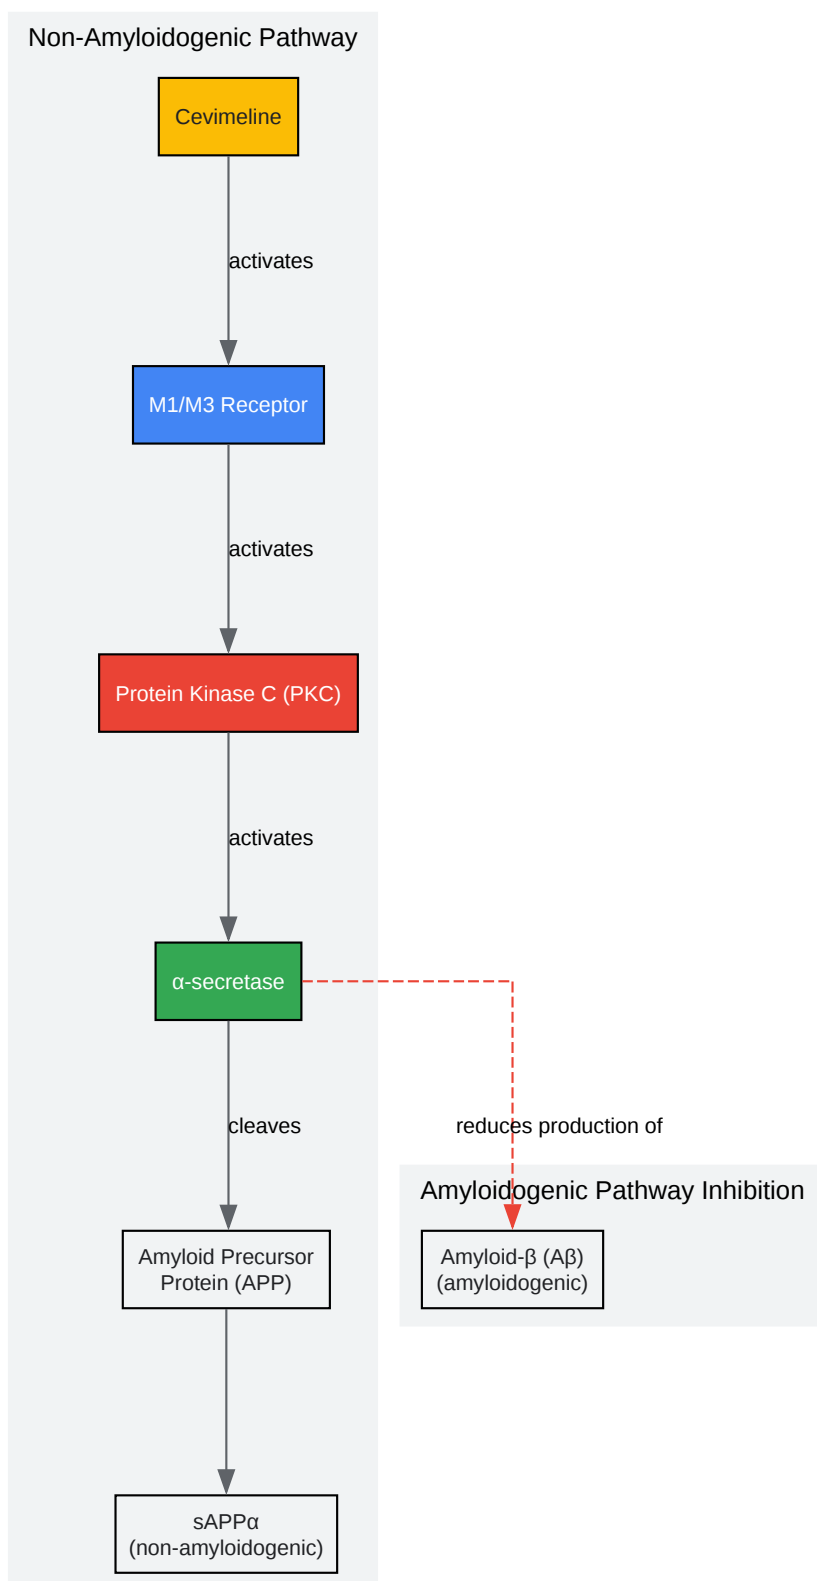 Non-Amyloidogenic Pathway
Cevimeline
activates
M1/M3 Receptor
activates
Protein Kinase C (PKC)
activates
α-secretase
cleaves
reduces production of
Amyloidogenic Pathway Inhibition
Amyloid Precursor
Protein (APP)
Amyloid-β (Aβ)
(amyloidogenic)
sAPPα
(non-amyloidogenic)